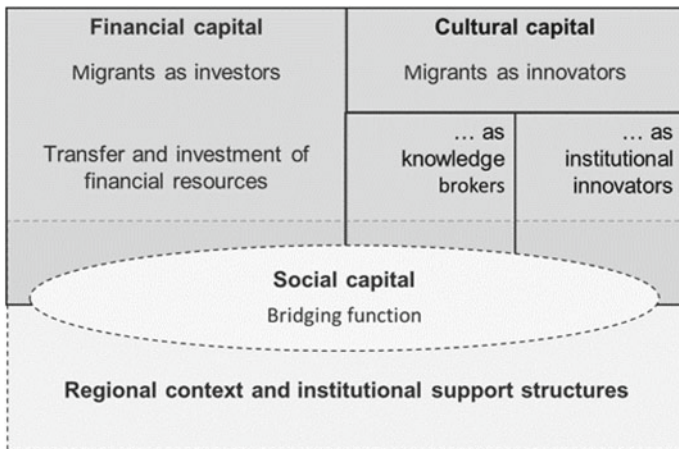 Financial capital
Migrants as investors
Transfer and investment of
financial resources
Cultural capital
Migrants as innovators
… as
knowledge
brokers
… as
institutional
innovators
Social capital
Bridging function
Regional context and institutional support structures